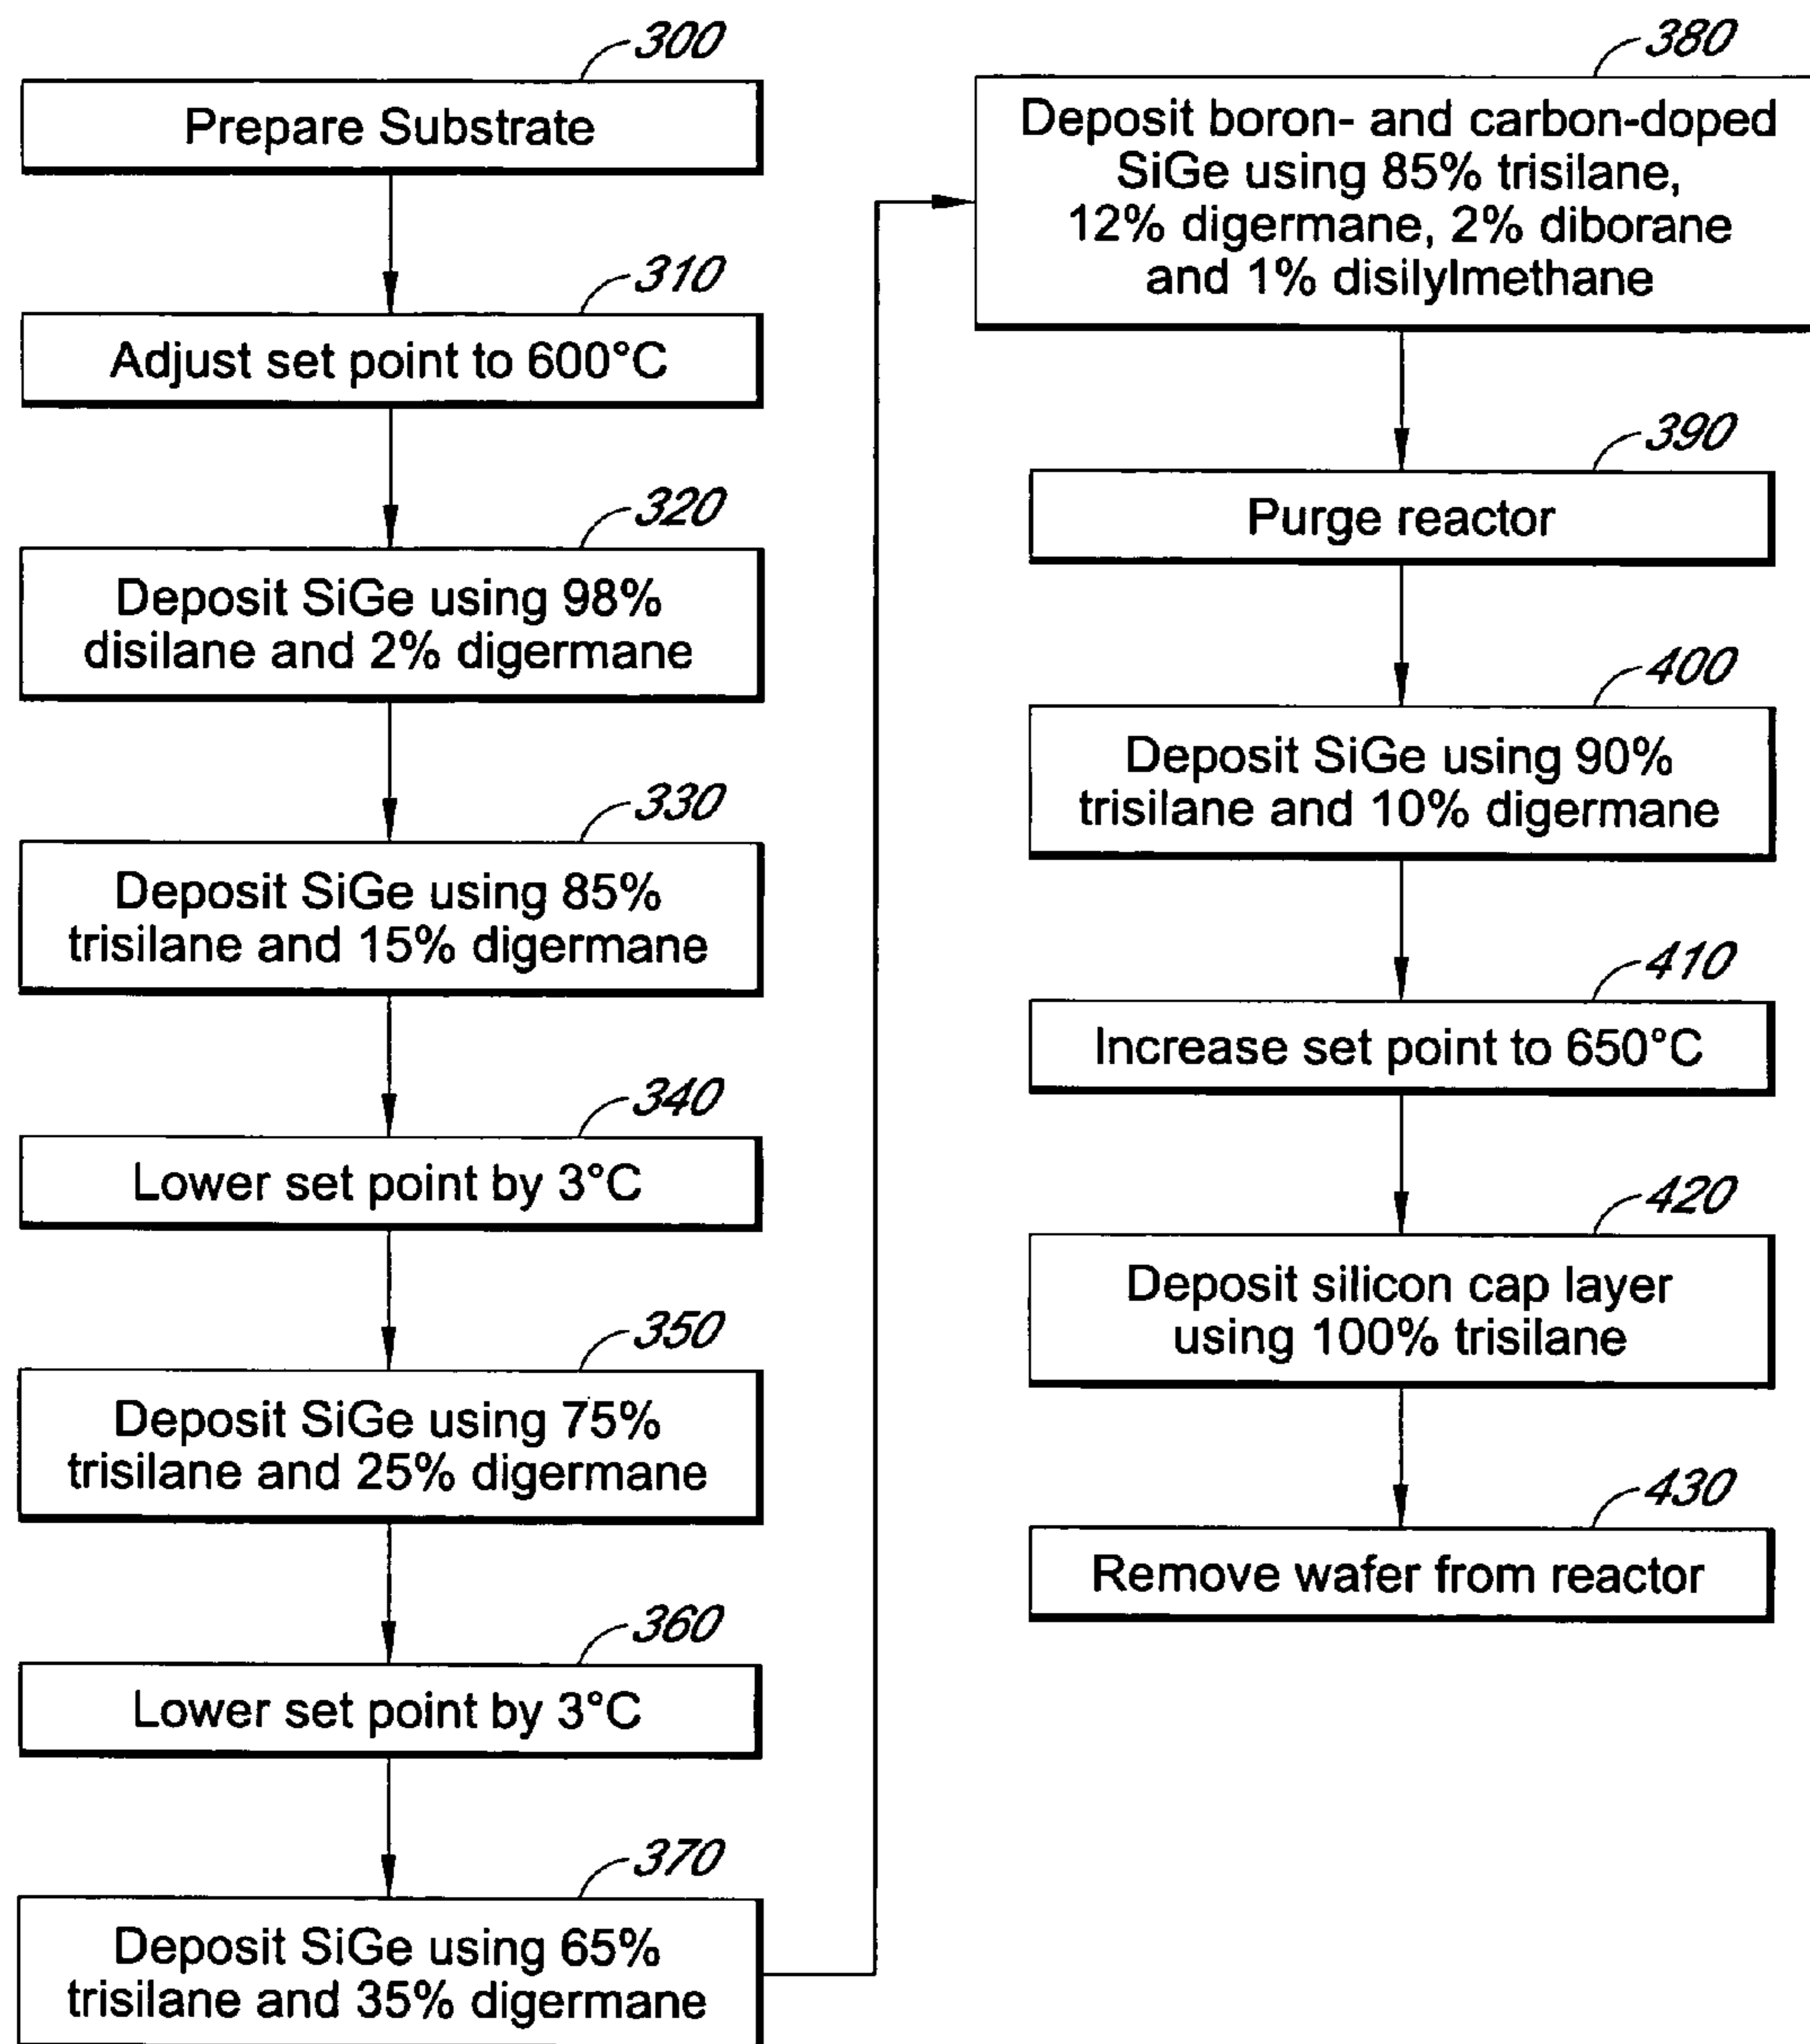 300
Prepare Substrate
310
Adjust set point to 600°C
320
Deposit SiGe using 98%
disilane and 2% digermane
330
Deposit SiGe using 85%
trisilane and 15% digermane
340
Lower set point by 3°C
350
Deposit SiGe using 75%
trisilane and 25% digermane
360
Lower set point by 3°C
370
Deposit SiGe using 65%
trisilane and 35% digermane
380
Deposit boron- and carbon-doped
SiGe using 85% trisilane,
12% digermane, 2% diborane
and 1% disilylmethane
390
Purge reactor
400
Deposit SiGe using 90%
trisilane and 10% digermane
410
Increase set point to 650°C
420
Deposit silicon cap layer
using 100% trisilane
430
Remove wafer from reactor